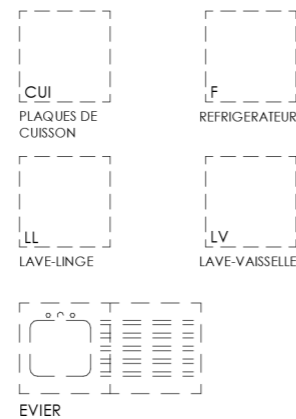 CUI
PLAQUES DE
CUISSON
F
REFRIGERATEUR
LL
LAVE-LINGE
LV
LAVE-VAISSELLE
EVIER